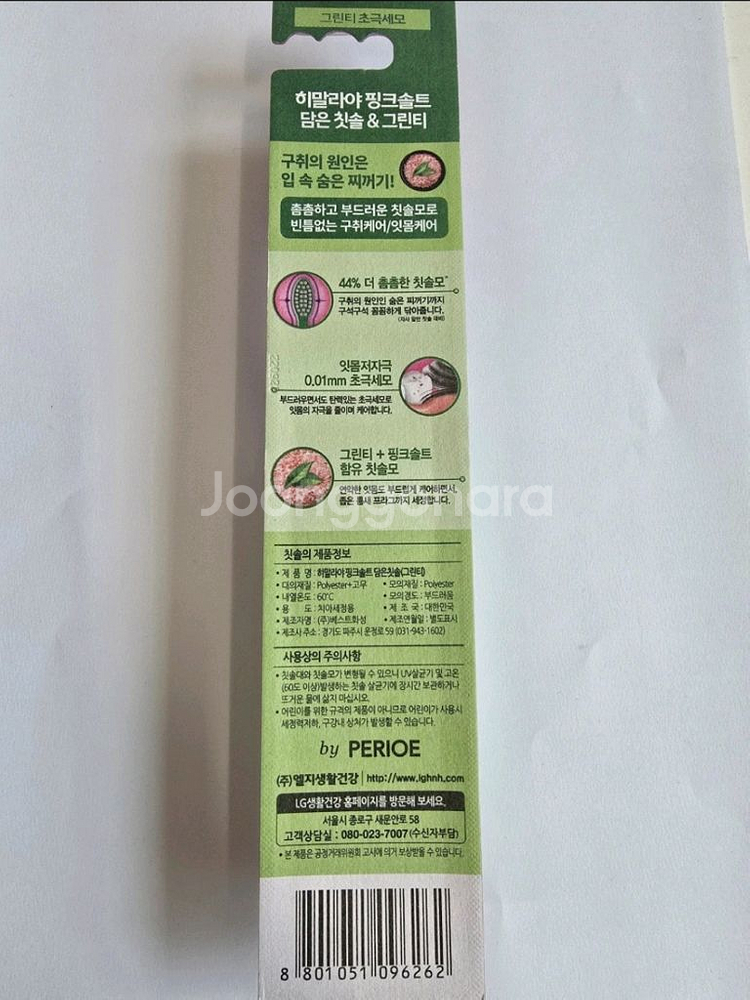 그린티 초극세모
히말라야 핑크솔트
담은 칫솔 & 그린티
구취의 원인은
입 속 숨은 찌꺼기!
촘촘하고 부드러운 칫솔모로
빈틈없는 구취케어/잇몸케어
44% 더 촘촘한 칫솔모*
구취의 원인인 숨은 찌꺼기까지
구석구석 꼼꼼하게 닦아줍니다.
(자사 일반 칫솔 대비)
잇몸저자극
0.01mm 초극세모
부드러우면서도 탄력있는 초극세모로
잇몸의 자극을 줄이며 케어합니다.
그린티 + 핑크솔트
함유 칫솔모
연약한 잇몸도 부드럽게 케어하면서,
좁은 틈새 프라그까지 세정합니다.
Joonggonara
칫솔의 제품정보
• 제 품 명 : 히말라야 핑크솔트 담은칫솔(그린티)
• 대의재질 : Polyester+고무 • 모의재질 : Polyester
• 내열온도 : 60℃ • 모의경도 : 부드러움
• 용 도 : 치아세정용 • 제 조 국 : 대한민국
• 제조자명 : (주)베스트화성 • 제조연월일 : 별도표시
• 제조사 주소 : 경기도 파주시 운정로 59 (031-943-1602)
사용상의 주의사항
• 칫솔대와 칫솔모가 변형될 수 있으니 UV살균기 및 고온
(60도 이상)발생하는 칫솔 살균기에 장시간 보관하거나
뜨거운 물에 삶지 마십시오.
• 어린이를 위한 규격의 제품이 아니므로 어린이가 사용시
세정력저하, 구강내 상처가 발생할 수 있습니다.
by PERIOE
(주)엘지생활건강 http://www.lghnh.com
LG생활건강 홈페이지를 방문해 보세요.
서울시 종로구 새문안로 58
고객상담실 : 080-023-7007 (수신자부담)
• 본 제품은 공정거래위원회 고시에 의거 보상받을 수 있습니다.
8 801051 096262